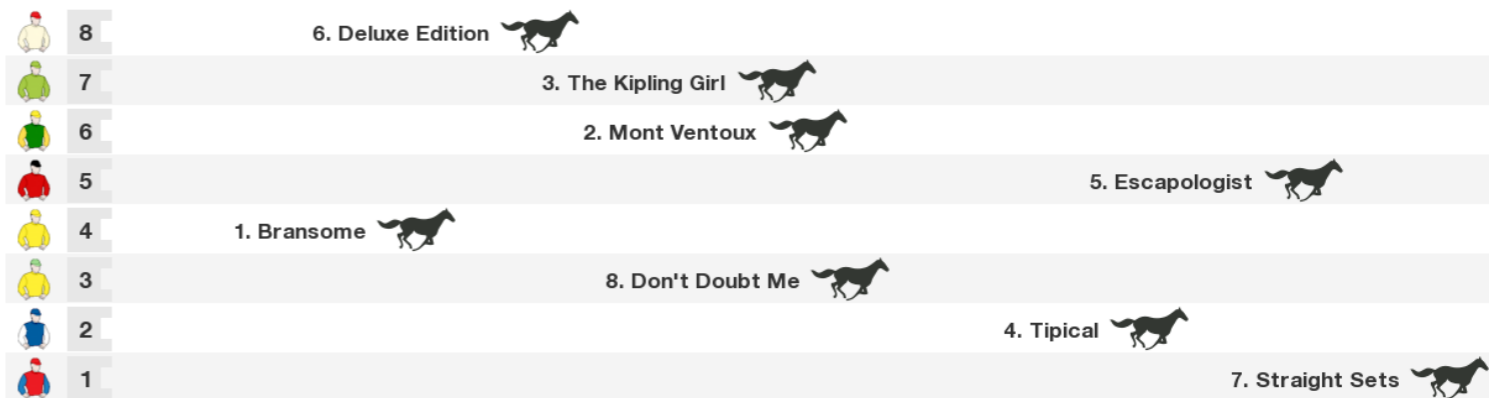 8 6. Deluxe Edition
7 3. The Kipling Girl
6 2. Mont Ventoux
5 5. Escapologist
4 1. Bransome
3 8. Don't Doubt Me
2 4. Tipical
1 7. Straight Sets